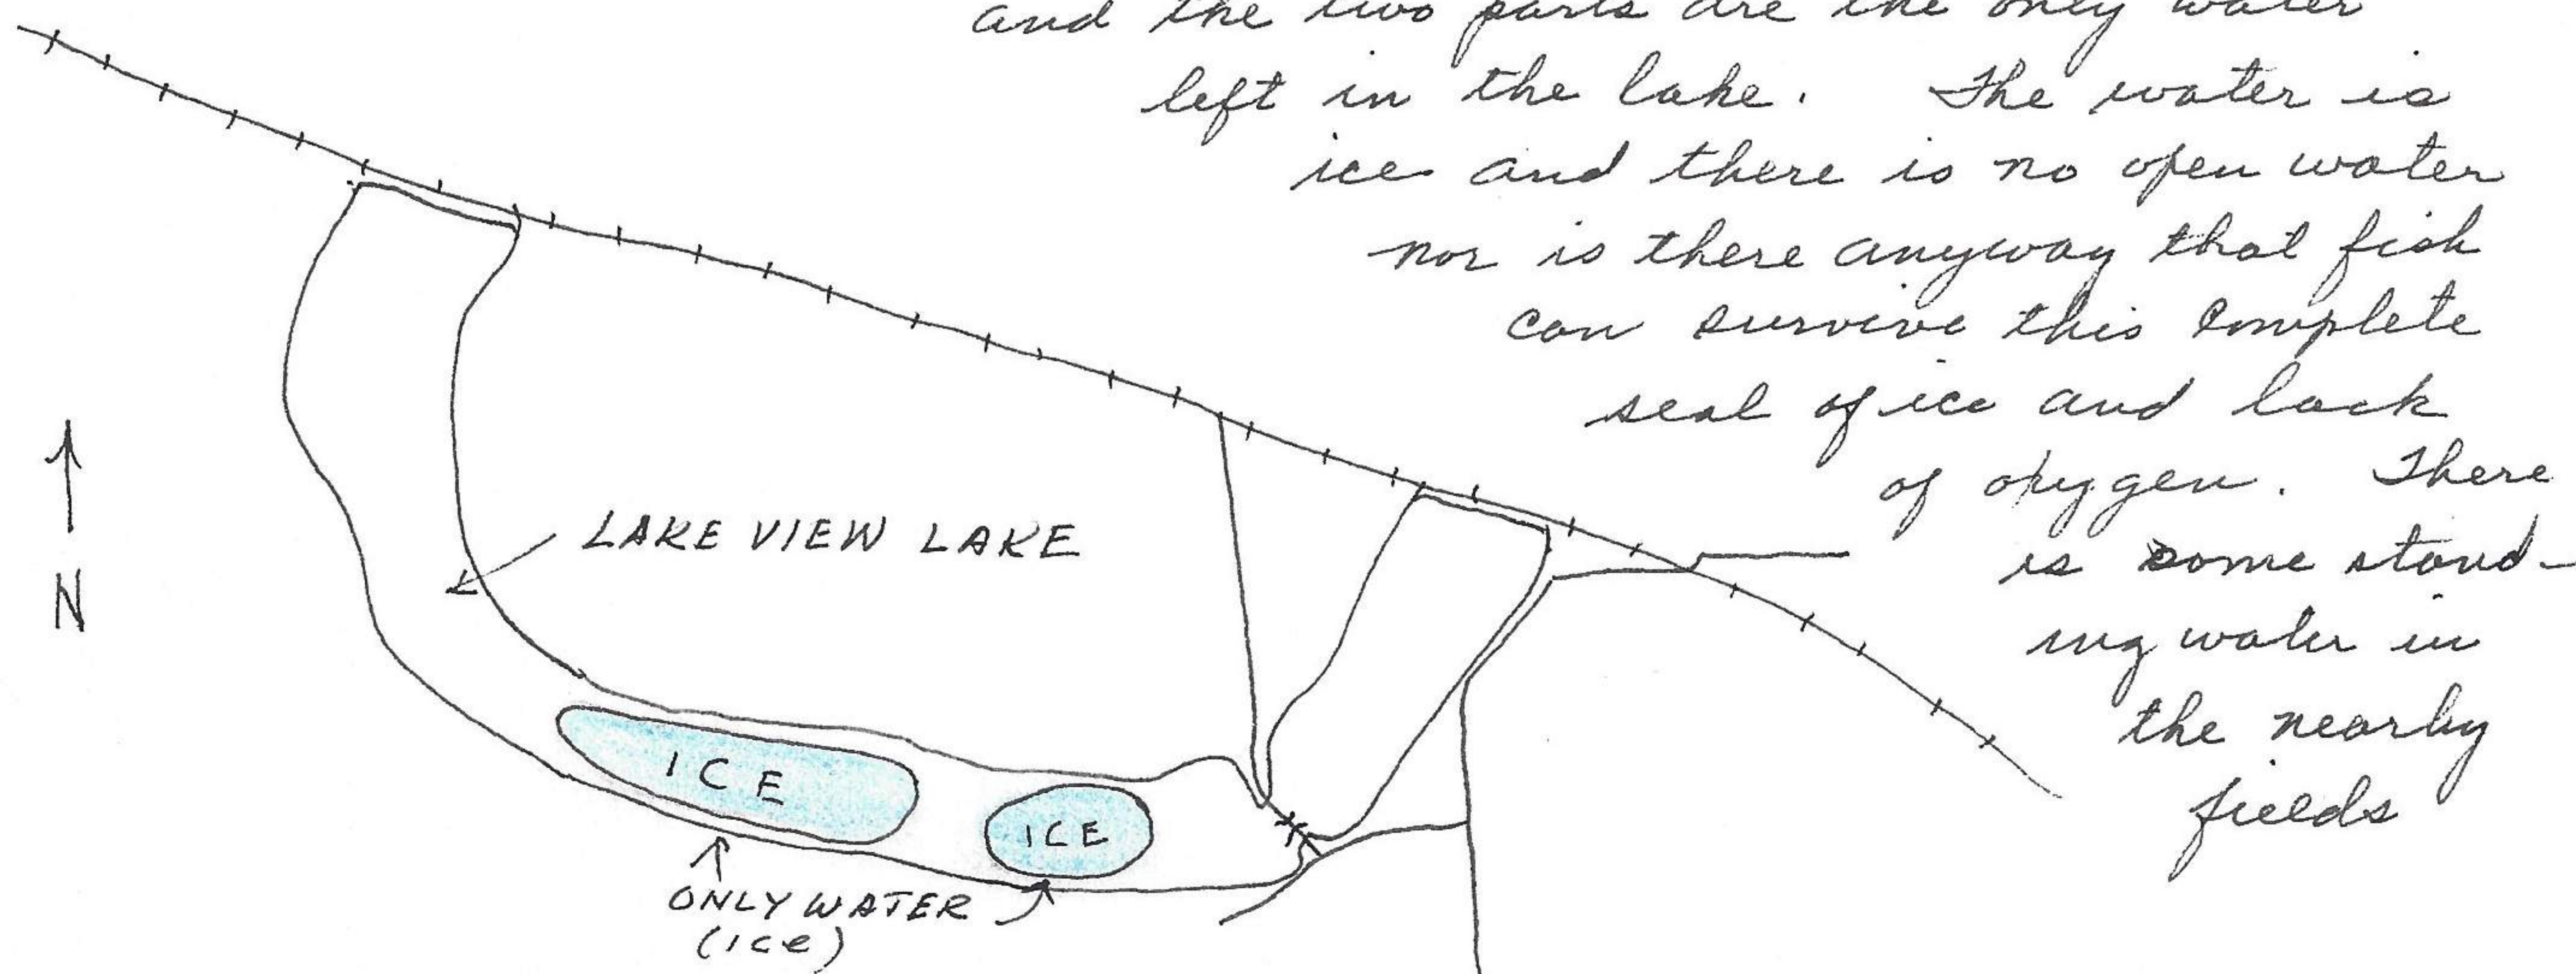 and the two parts are the only water
left in the lake. The water is
ice and there is no open water
nor is there anyway that fish
can survive this complete
seal of ice and lack
of oxygen. There
is some stand-
ing water in
the nearby
fields
LAKE VIEW LAKE
N
ICE
ICE
ONLY WATER
(ice)